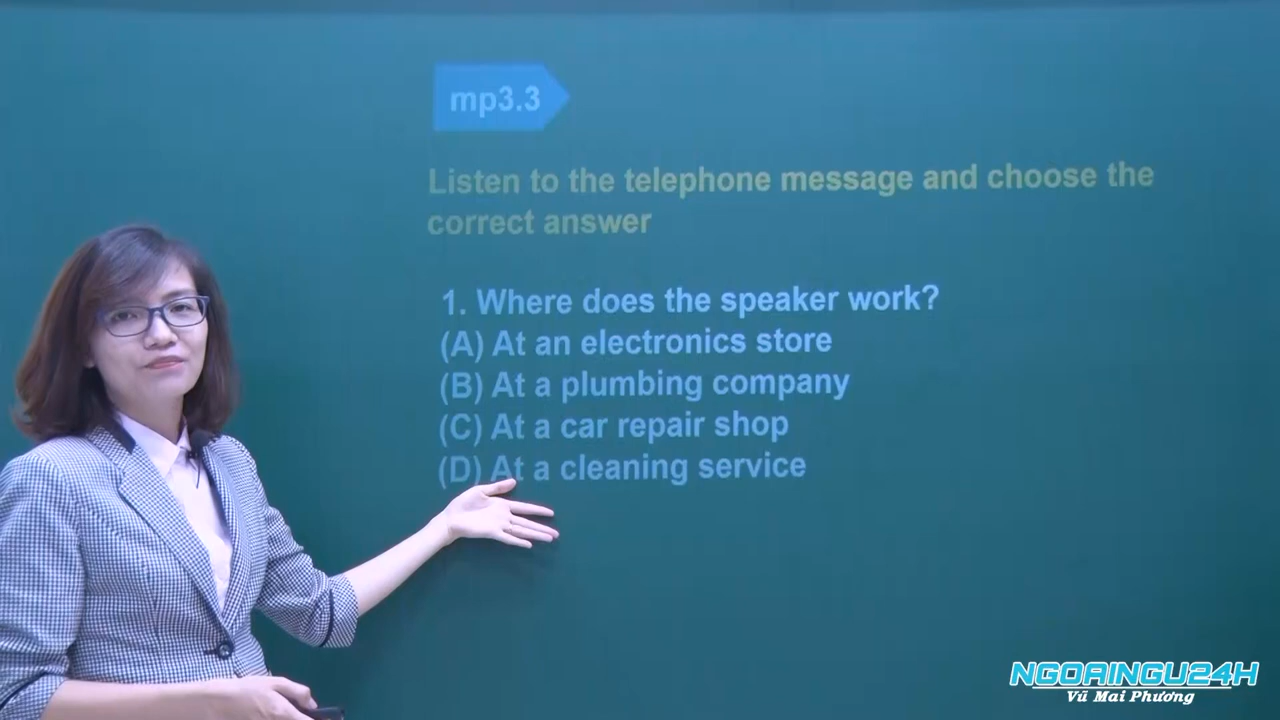 mp3.3
Listen to the telephone message and choose the
correct answer
1. Where does the speaker work?
(A) At an electronics store
(B) At a plumbing company
(C) At a car repair shop
(D) At a cleaning service
NGOAINGU24H
Vũ Mai Phương